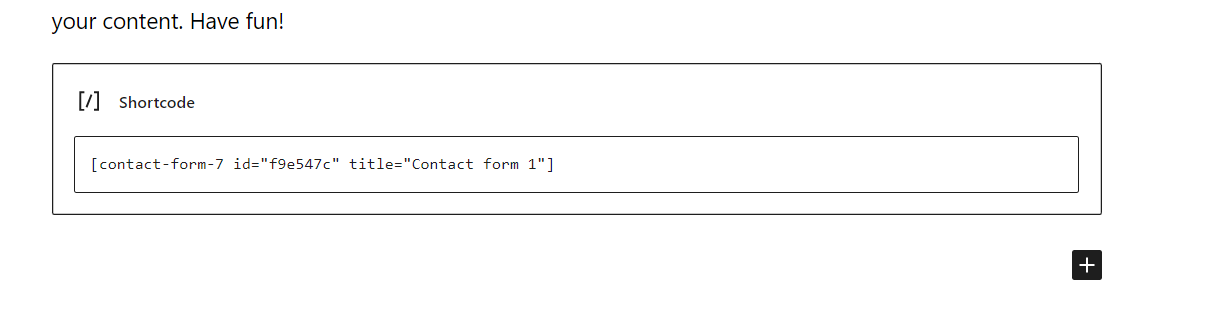 your content. Have fun!
[/] Shortcode
[contact-form-7 id="f9e547c" title="Contact form 1"]